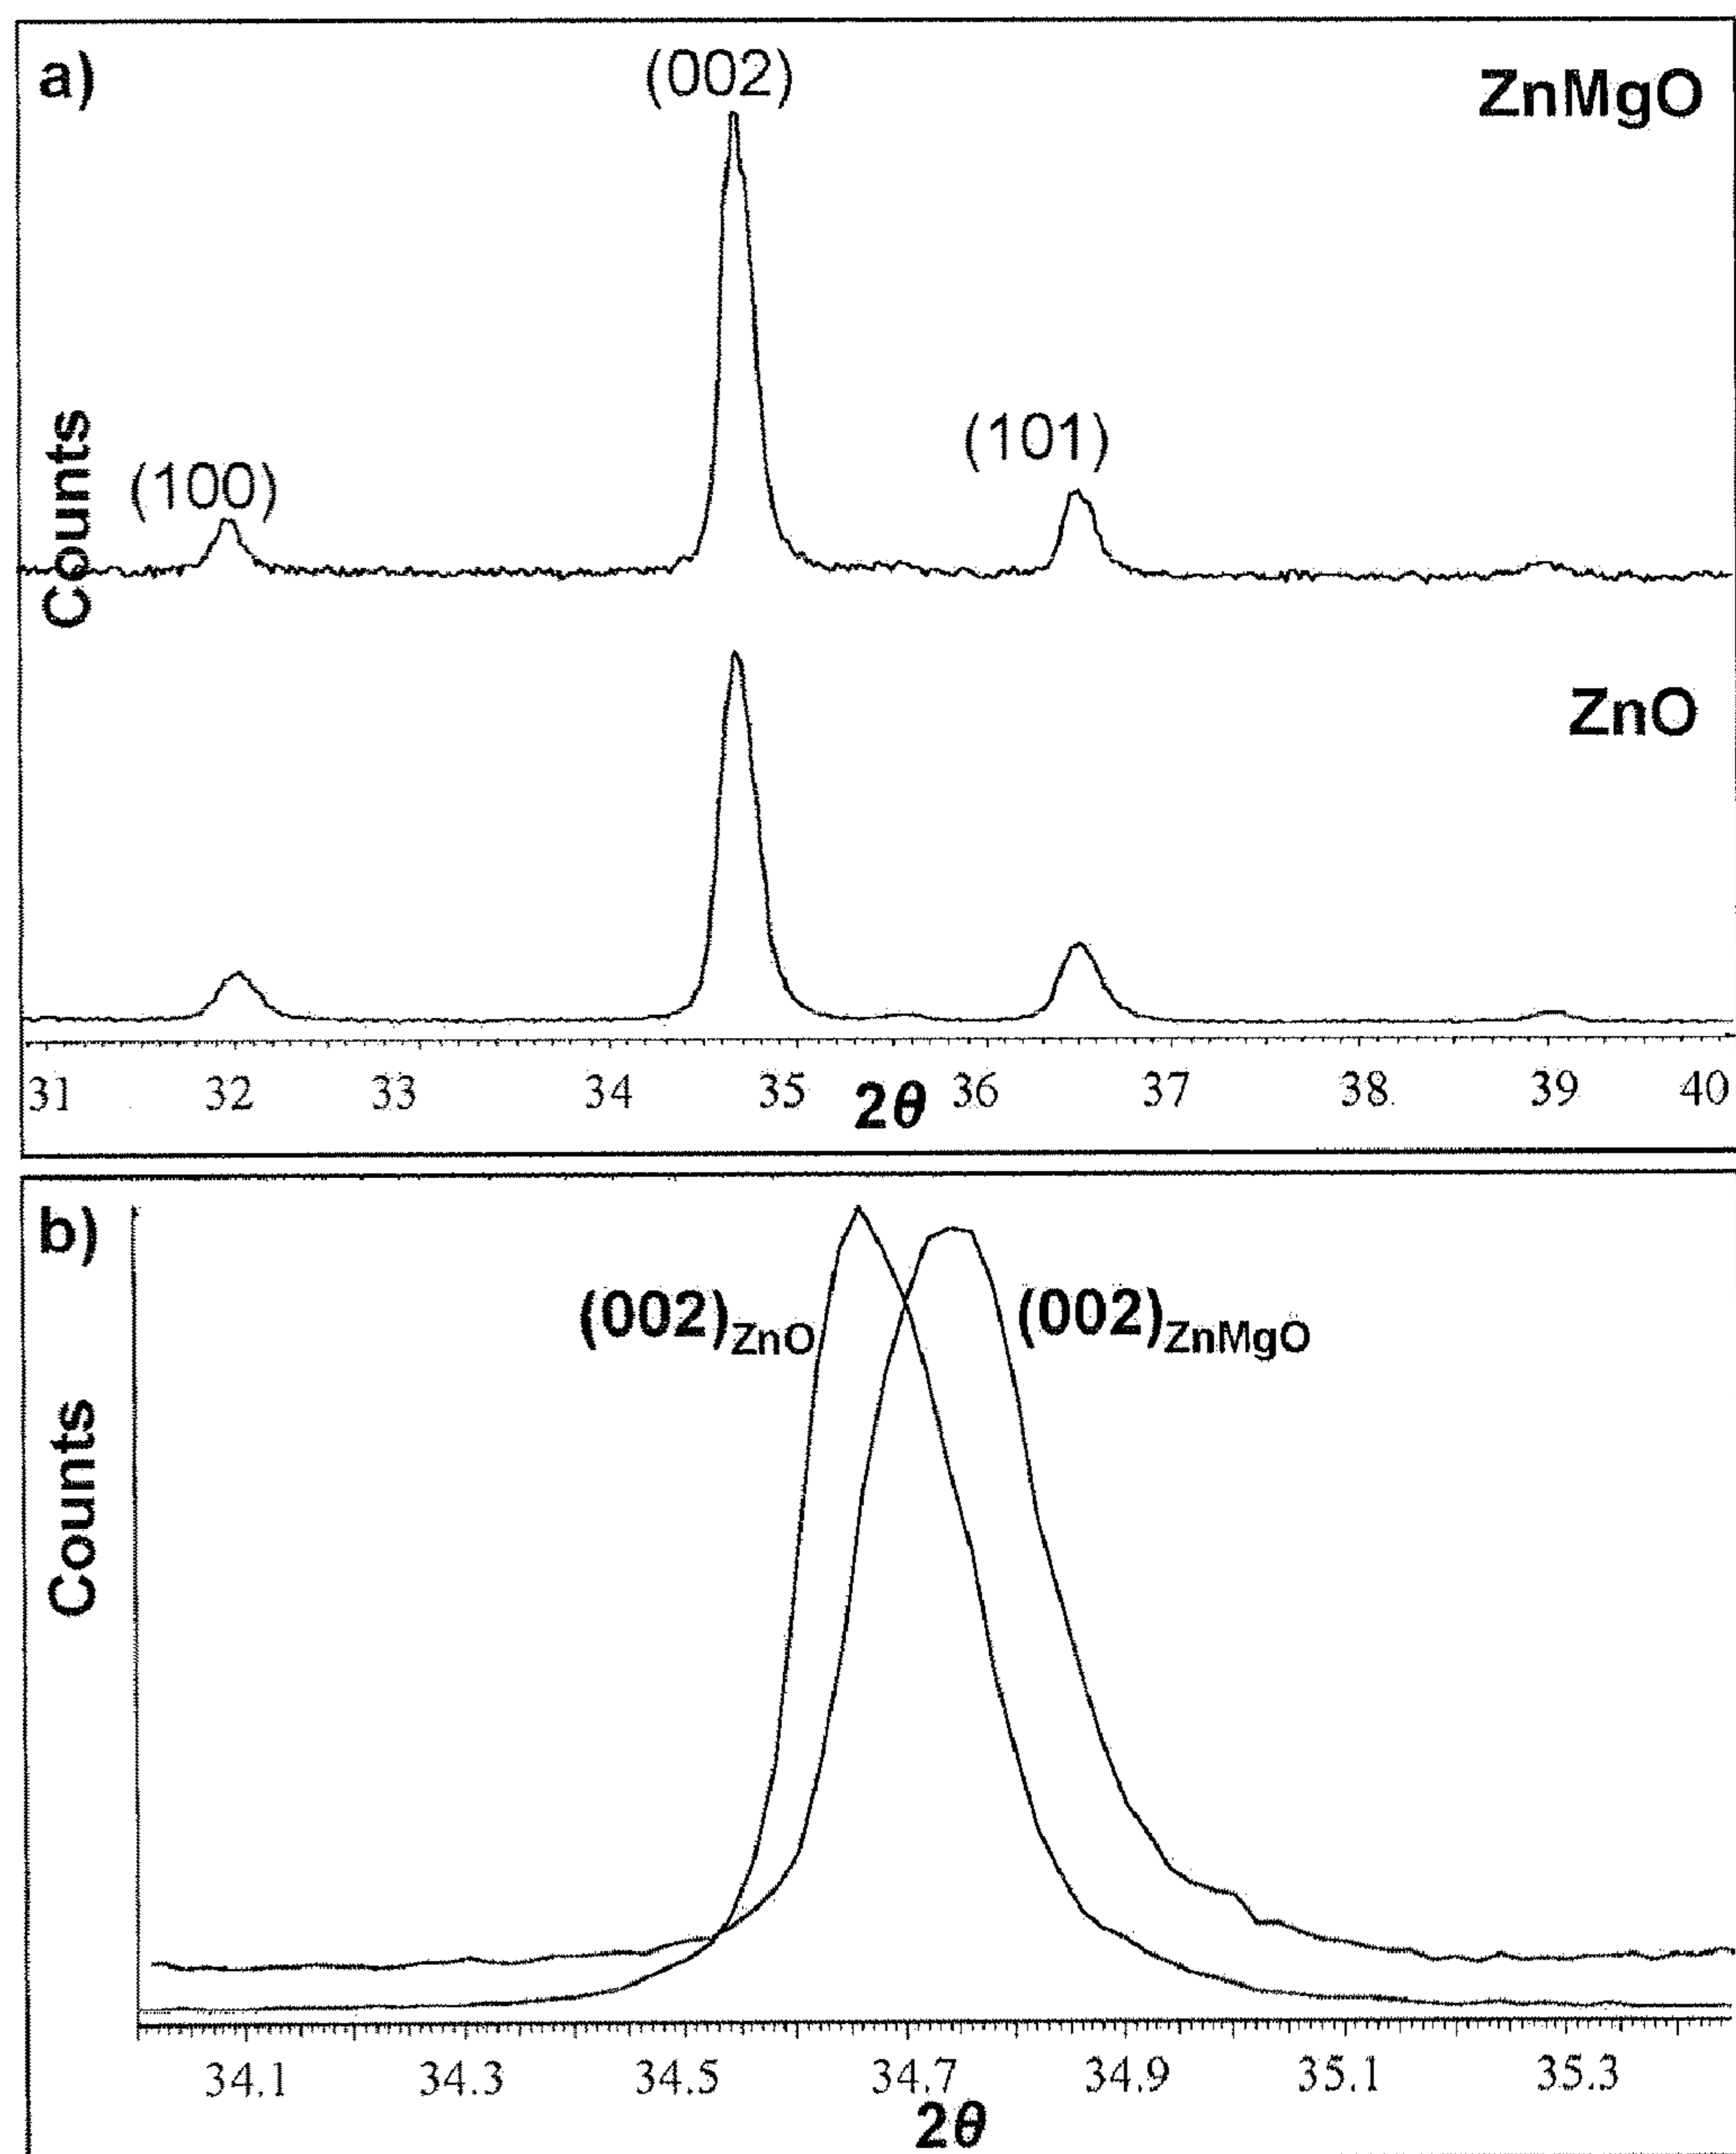 a)
(002)
ZnMgO
(101)
(100)
Counts
ZnO
31 32 33 34 35 36 37 38 39 40
2θ
b)
(002)ZnO
(002)ZnMgO
Counts
34.1 34.3 34.5 34.7 34.9 35.1 35.3
2θ